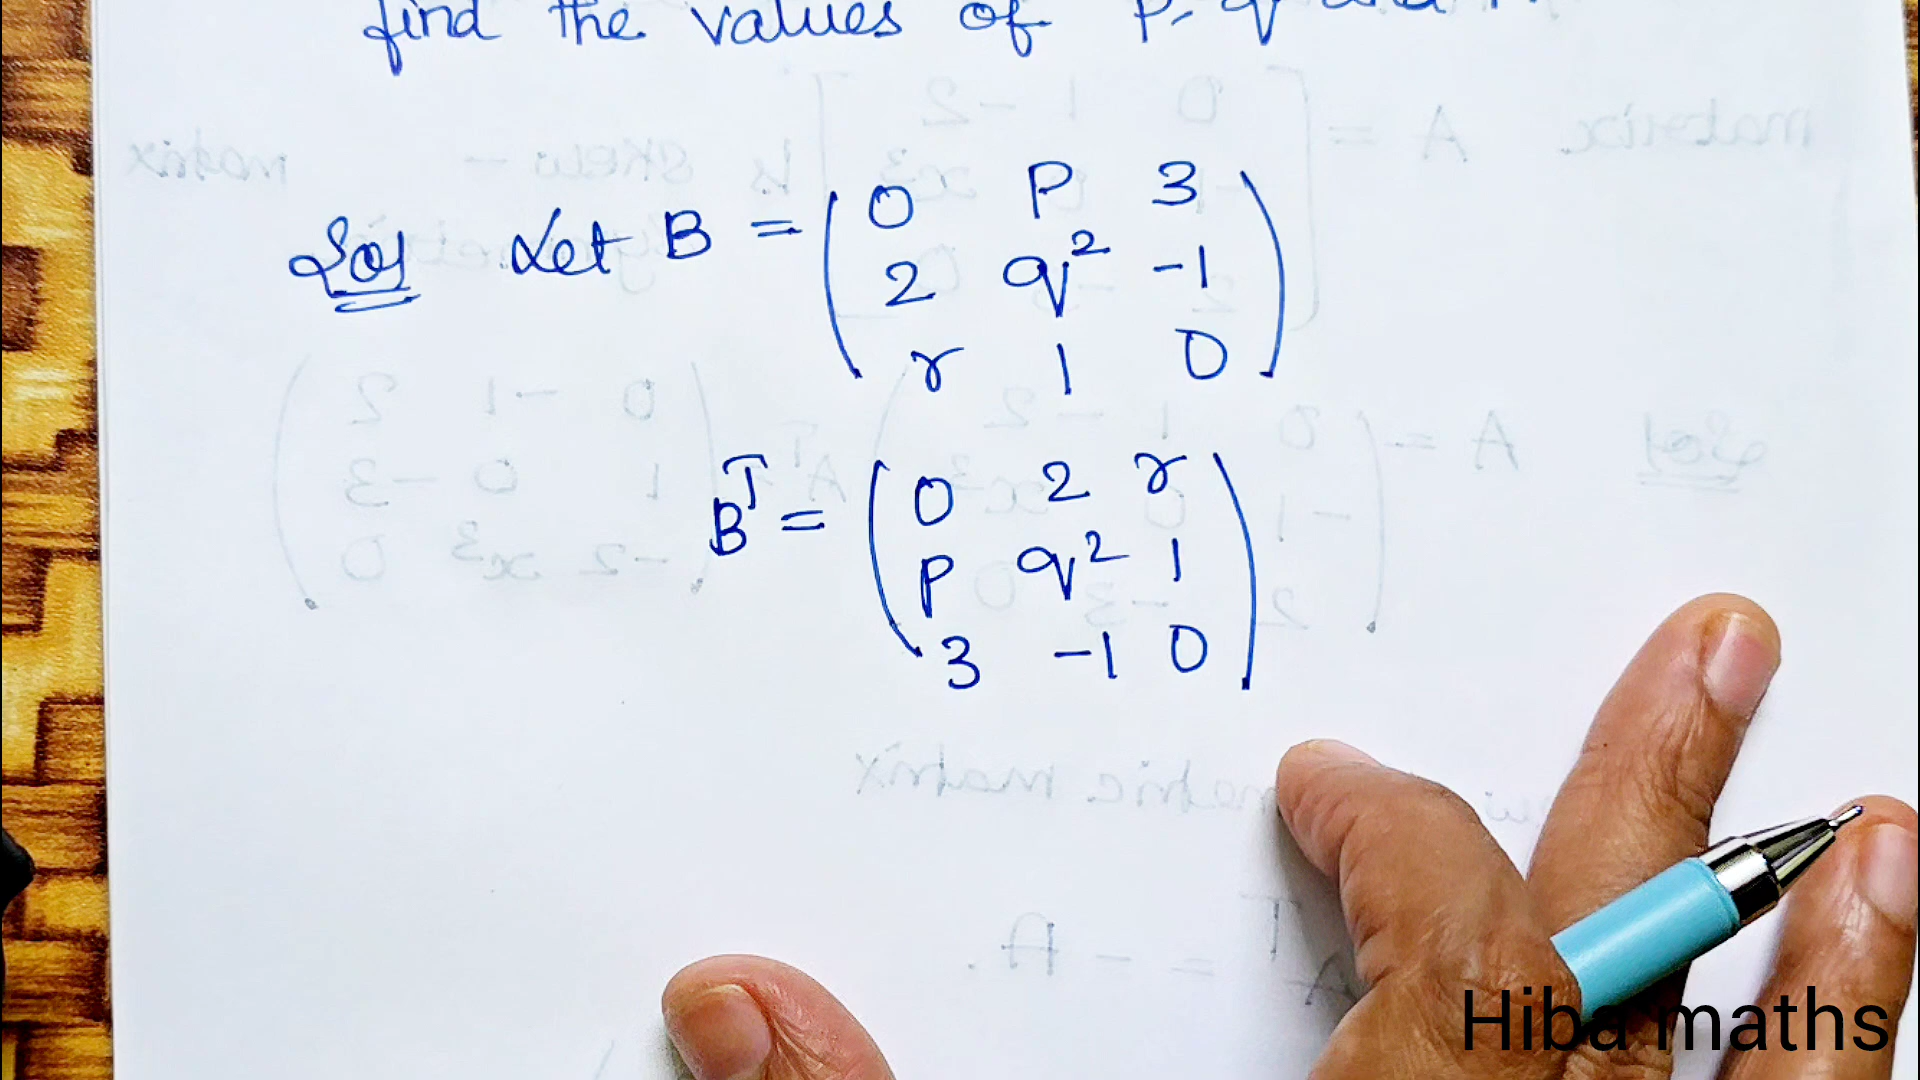 find the values of p, q and
Sol Let B = ( 0 P 3
2 q² -1
r 1 0 )
Bᵀ = ( 0 2 r
p q² 1
3 -1 0 )
Hiba maths